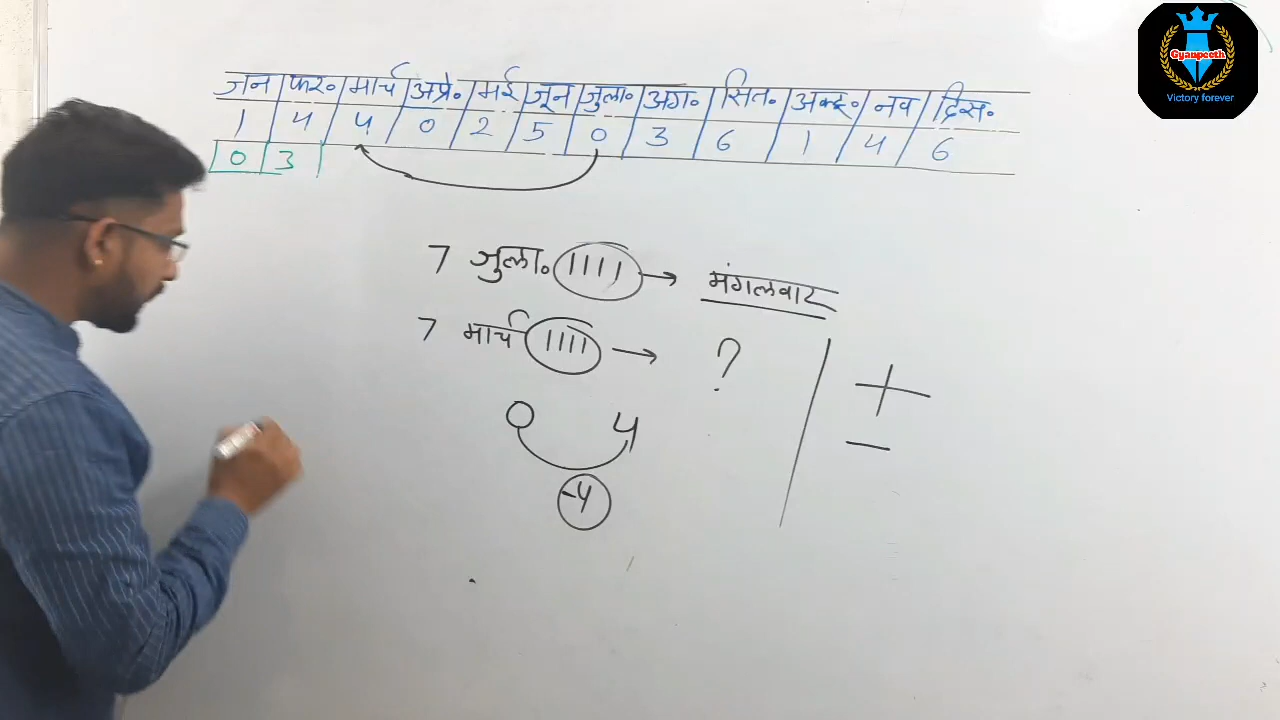 Gyanpeeth
Victory forever
जन फर० मार्च अप्रे० मई जून जुला० अग० सित० अक्टू० नव दिस०
1 4 4 0 2 5 0 3 6 1 4 6
0 3
7 जुला० 1111 → मंगलवार
7 मार्च 1111 → ?
+
0 4
−
-4